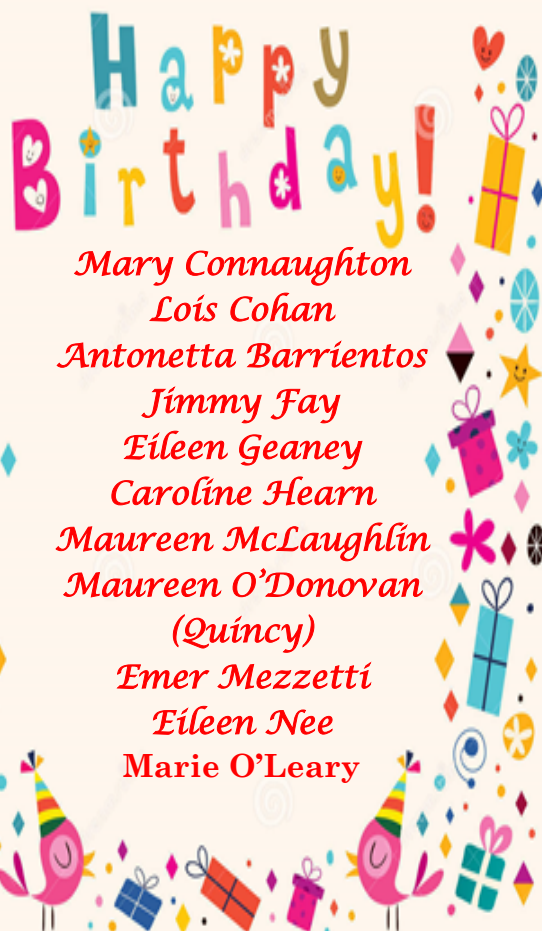 Happy
Birthday!
Mary Connaughton
Lois Cohan
Antonetta Barrientos
Jimmy Fay
Eileen Geaney
Caroline Hearn
Maureen McLaughlin
Maureen O’Donovan
(Quincy)
Emer Mezzetti
Eileen Nee
Marie O’Leary